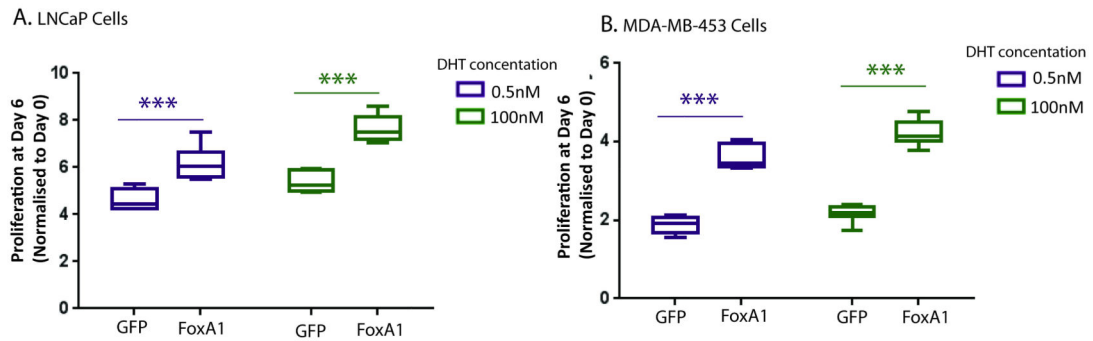 A. LNCaP Cells
DHT concentation
0.5nM
100nM
Proliferation at Day 6
(Normalised to Day 0)
10
8
6
4
2
0
***
***
GFP
FoxA1
GFP
FoxA1
B. MDA-MB-453 Cells
DHT concentation
0.5nM
100nM
Proliferation at Day 6
(Normalised to Day 0)
6
4
2
0
***
***
GFP
FoxA1
GFP
FoxA1